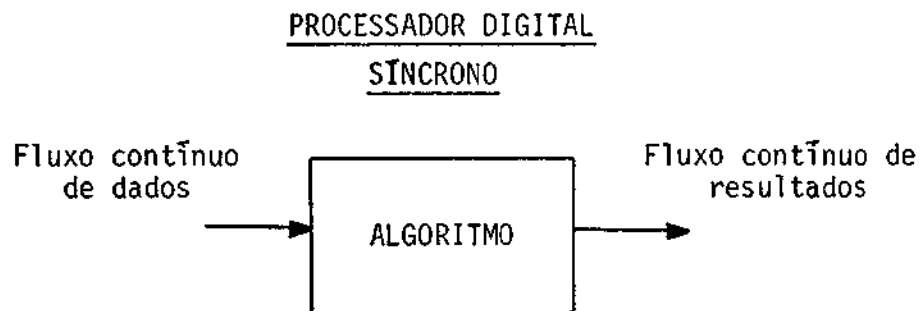 PROCESSADOR DIGITAL
SÍNCRONO
Fluxo contínuo
de dados
ALGORITMO
Fluxo contínuo de
resultados